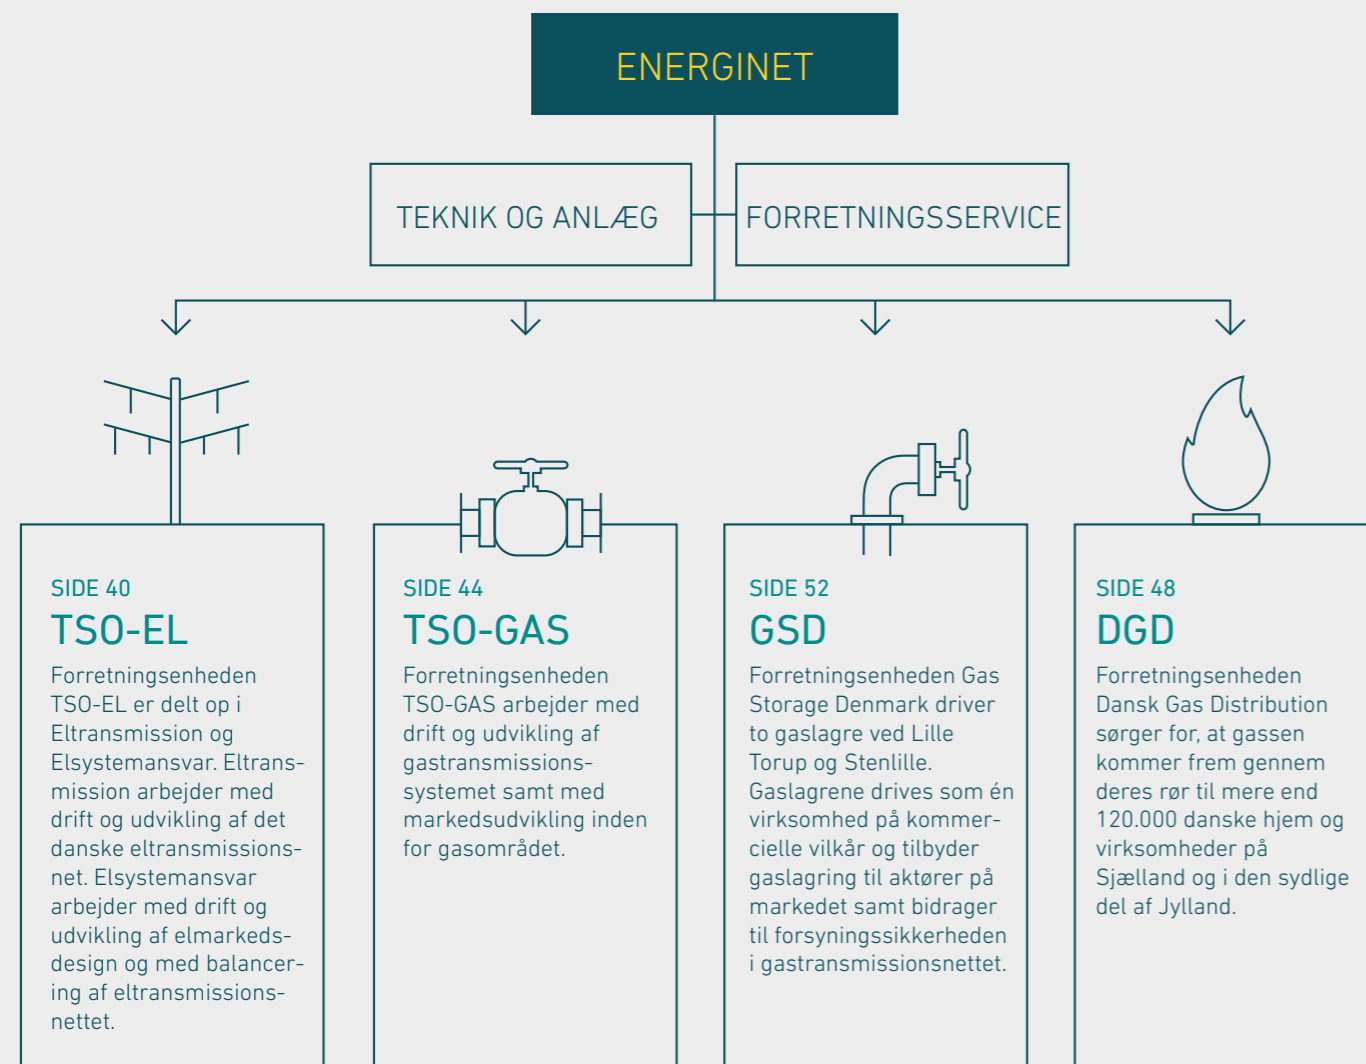 ENERGINET
TEKNIK OG ANLÆG
FORRETNINGSSERVICE
SIDE 40
TSO-EL
Forretningsenheden
TSO-EL er delt op i
Eltransmission og
Elsystemansvar. Eltrans-
mission arbejder med
drift og udvikling af det
danske eltransmissions-
net. Elsystemansvar
arbejder med drift og
udvikling af elmarkeds-
design og med balancer-
ing af eltransmissions-
nettet.
SIDE 44
TSO-GAS
Forretningsenheden
TSO-GAS arbejder med
drift og udvikling af
gastransmissions-
systemet samt med
markedsudvikling inden
for gasområdet.
SIDE 52
GSD
Forretningsenheden Gas
Storage Denmark driver
to gaslagre ved Lille
Torup og Stenlille.
Gaslagrene drives som én
virksomhed på kommer-
cielle vilkår og tilbyder
gaslagring til aktører på
markedet samt bidrager
til forsyningssikkerheden
i gastransmissionsnettet.
SIDE 48
DGD
Forretningsenheden
Dansk Gas Distribution
sørger for, at gassen
kommer frem gennem
deres rør til mere end
120.000 danske hjem og
virksomheder på
Sjælland og i den sydlige
del af Jylland.